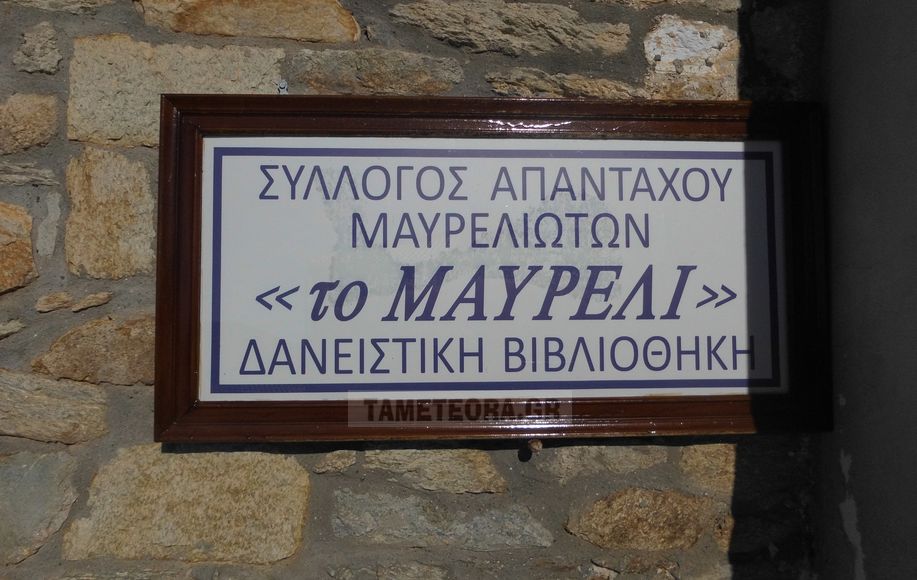 ΣΥΛΛΟΓΟΣ ΑΠΑΝΤΑΧΟΥ
ΜΑΥΡΕΛΙΩΤΩΝ
«το ΜΑΥΡΕΛΙ»
ΔΑΝΕΙΣΤΙΚΗ ΒΙΒΛΙΟΘΗΚΗ
TAMETEORA.GR